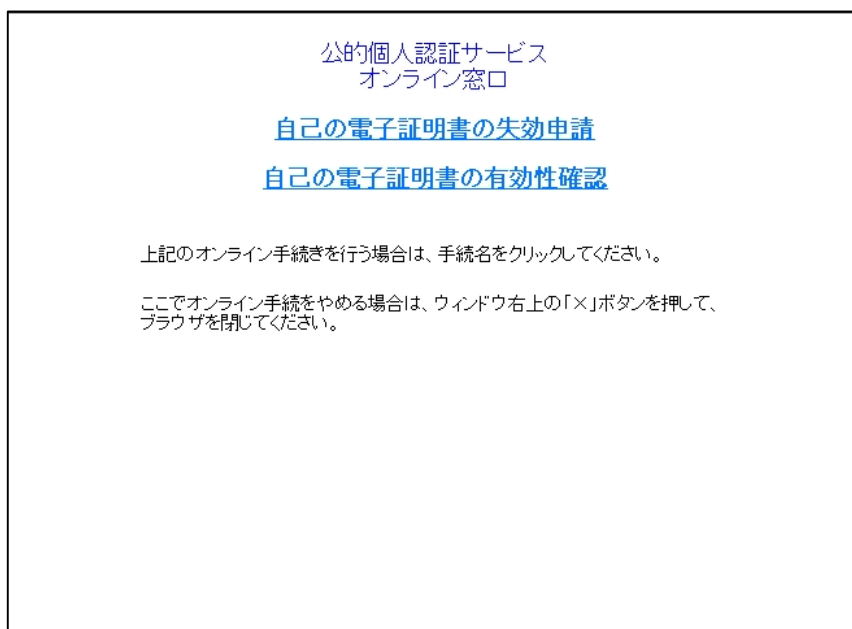 公的個人認証サービス
オンライン窓口
自己の電子証明書の失効申請
自己の電子証明書の有効性確認
上記のオンライン手続きを行う場合は、手続名をクリックしてください。
ここでオンライン手続をやめる場合は、ウィンドウ右上の「×」ボタンを押して、
ブラウザを閉じてください。